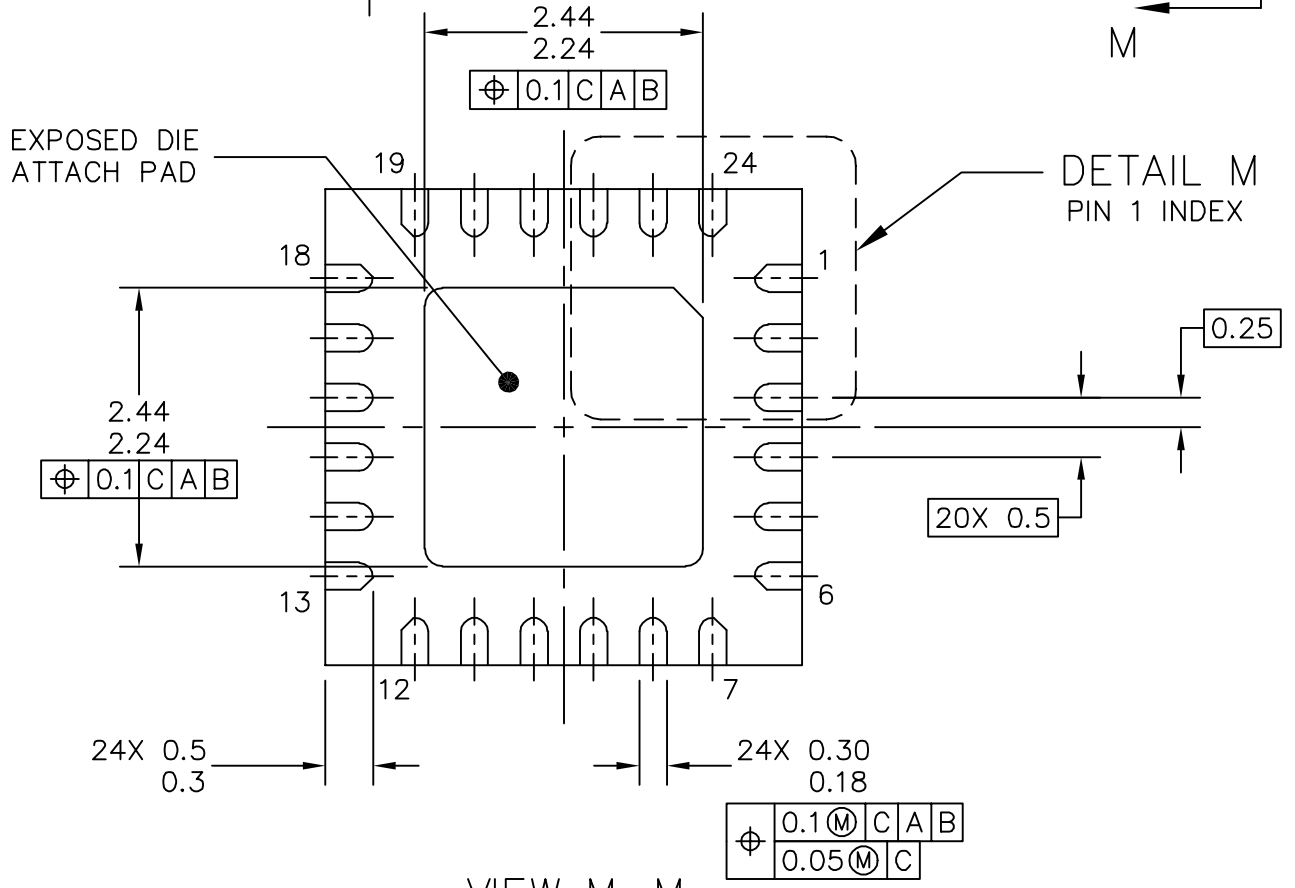 2.44
2.24
⌖ 0.1 C A B
M
EXPOSED DIE
ATTACH PAD
19
24
DETAIL M
PIN 1 INDEX
18
1
0.25
2.44
2.24
⌖ 0.1 C A B
20X 0.5
13
6
12
7
24X 0.5
0.3
24X 0.30
0.18
⌖ 0.1 Ⓜ C A B
0.05 Ⓜ C
VIEW M-M